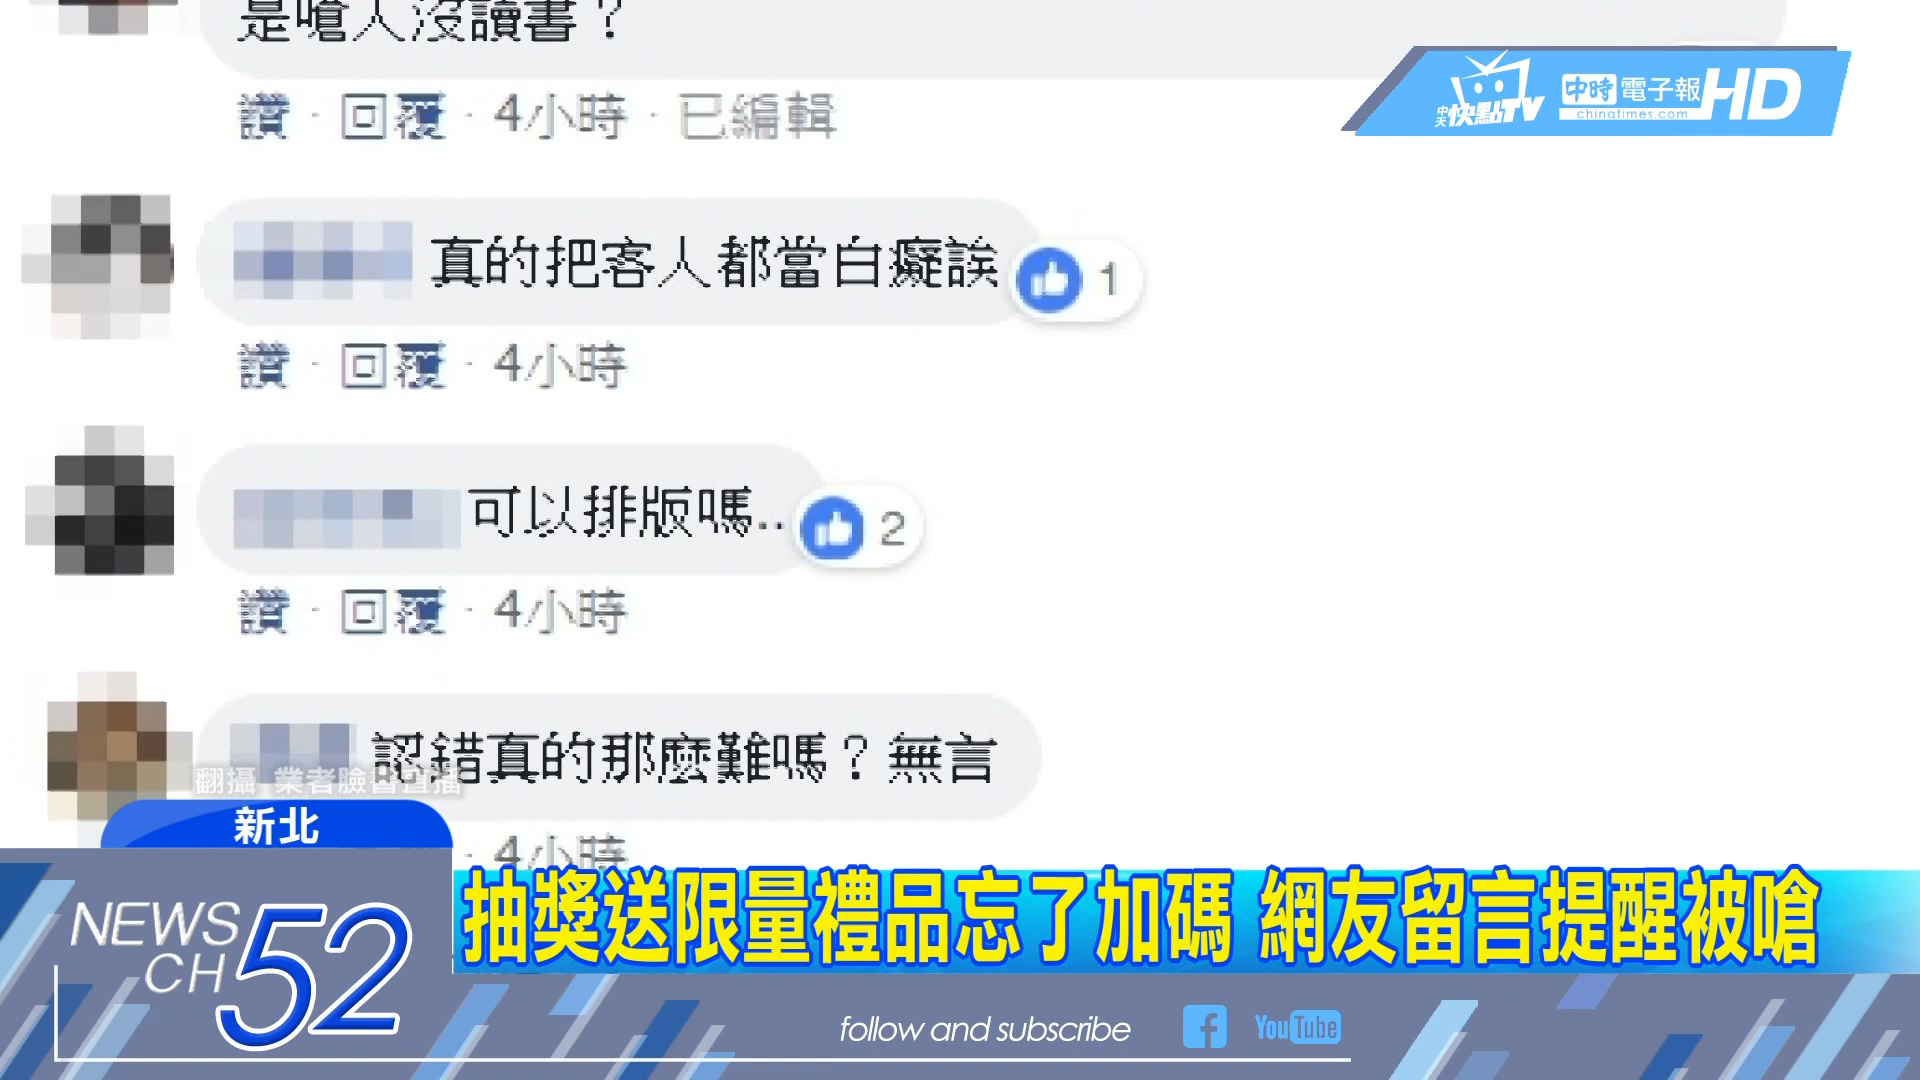 是嗆人沒讀書？
讚 · 回覆 · 4小時 · 已編輯
中天快點TV 中時電子報HD
chinatimes.com
真的把客人都當白癡誒 1
讚 · 回覆 · 4小時
可以排版嗎.. 2
讚 · 回覆 · 4小時
認錯真的那麼難嗎？無言
翻攝 業者臉書直播
· 4小時
新北
NEWS CH 52
抽獎送限量禮品忘了加碼 網友留言提醒被嗆
follow and subscribe YouTube